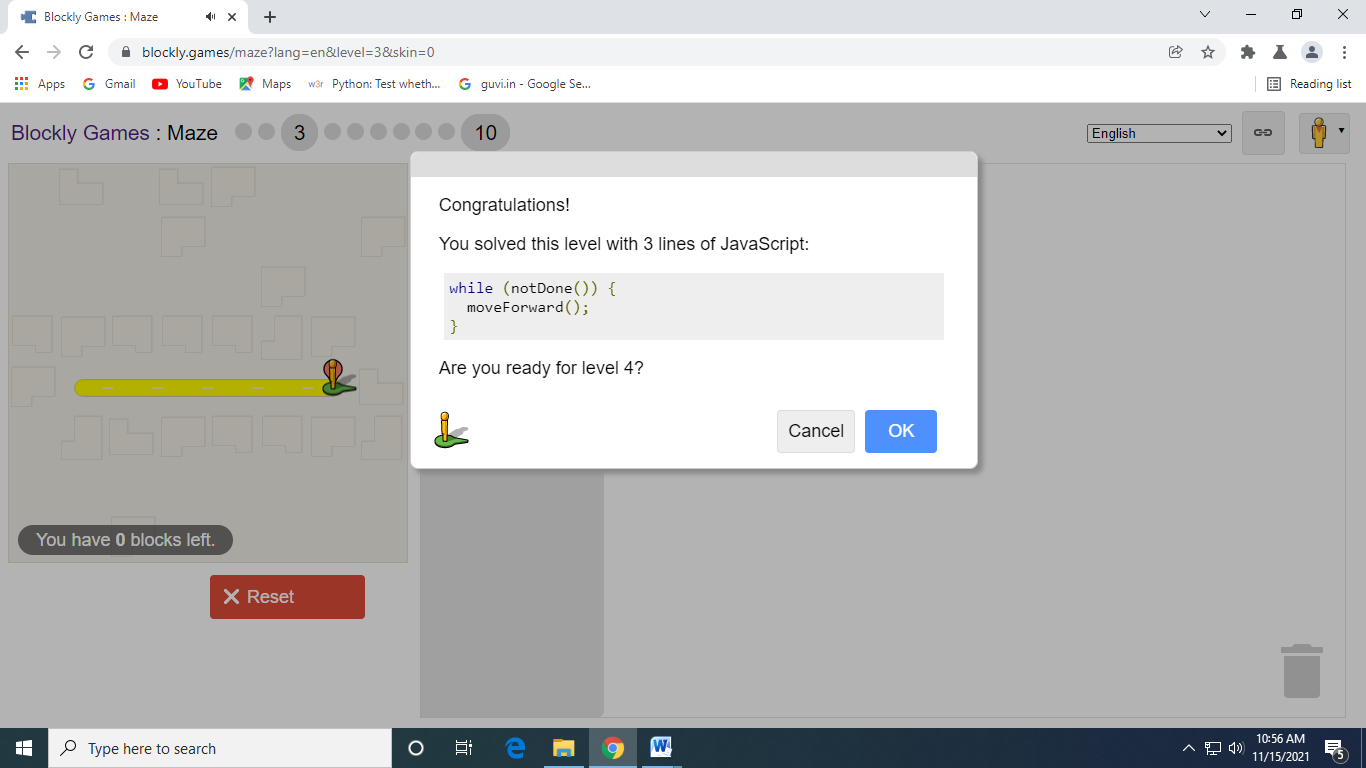 Blockly Games : Maze
blockly.games/maze?lang=en&level=3&skin=0
Apps Gmail YouTube Maps w3r Python: Test wheth... guvi.in - Google Se... Reading list
Blockly Games : Maze 3 10 English
Congratulations!
You solved this level with 3 lines of JavaScript:
while (notDone()) {
  moveForward();
}
Are you ready for level 4?
Cancel OK
You have 0 blocks left.
Reset
Type here to search
10:56 AM
11/15/2021
5